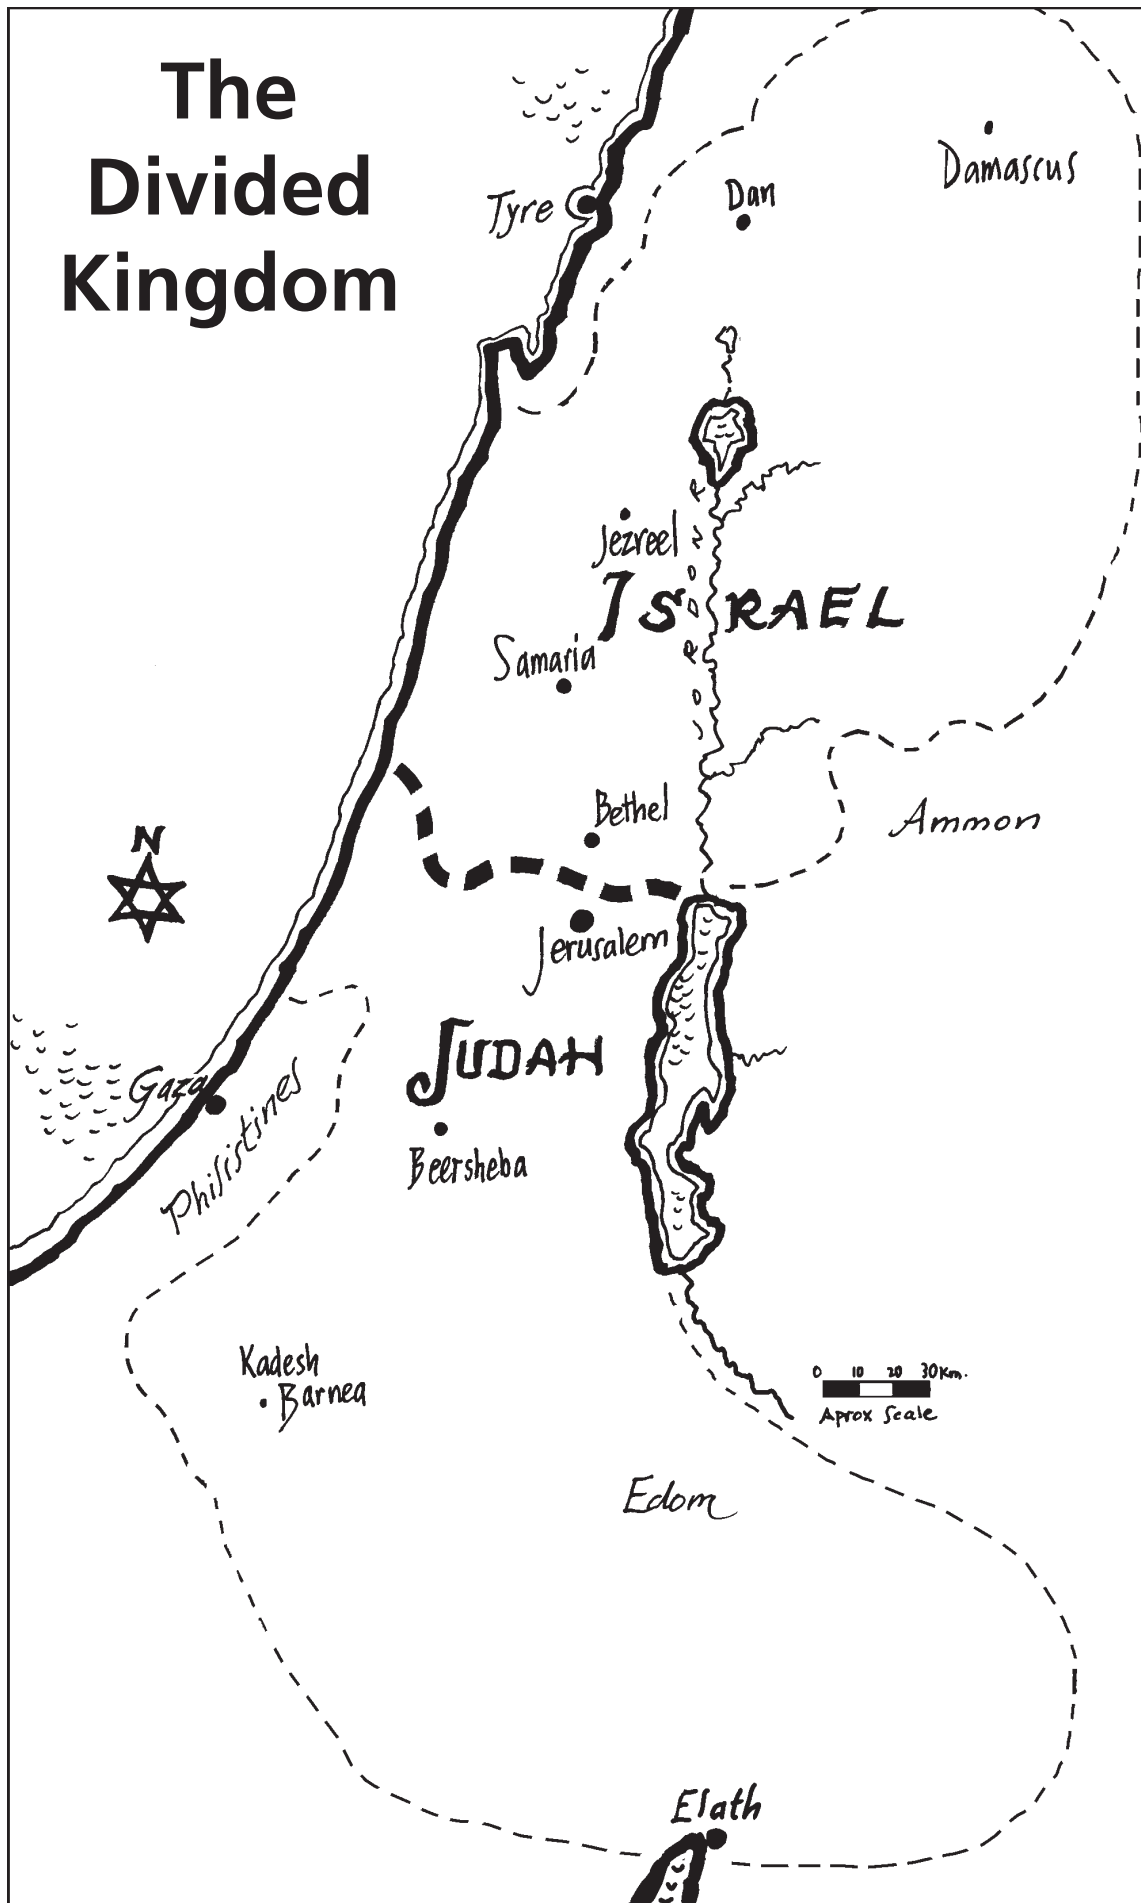 The
Divided
Kingdom
Damascus
Dan
Tyre
Jezreel
ISRAEL
R. JORDAN
Samaria
Bethel
Ammon
N
Jerusalem
JUDAH
Gaza
Philistines
Beersheba
Kadesh
Barnea
0 10 20 30Km.
Aprox Scale
Edom
Elath